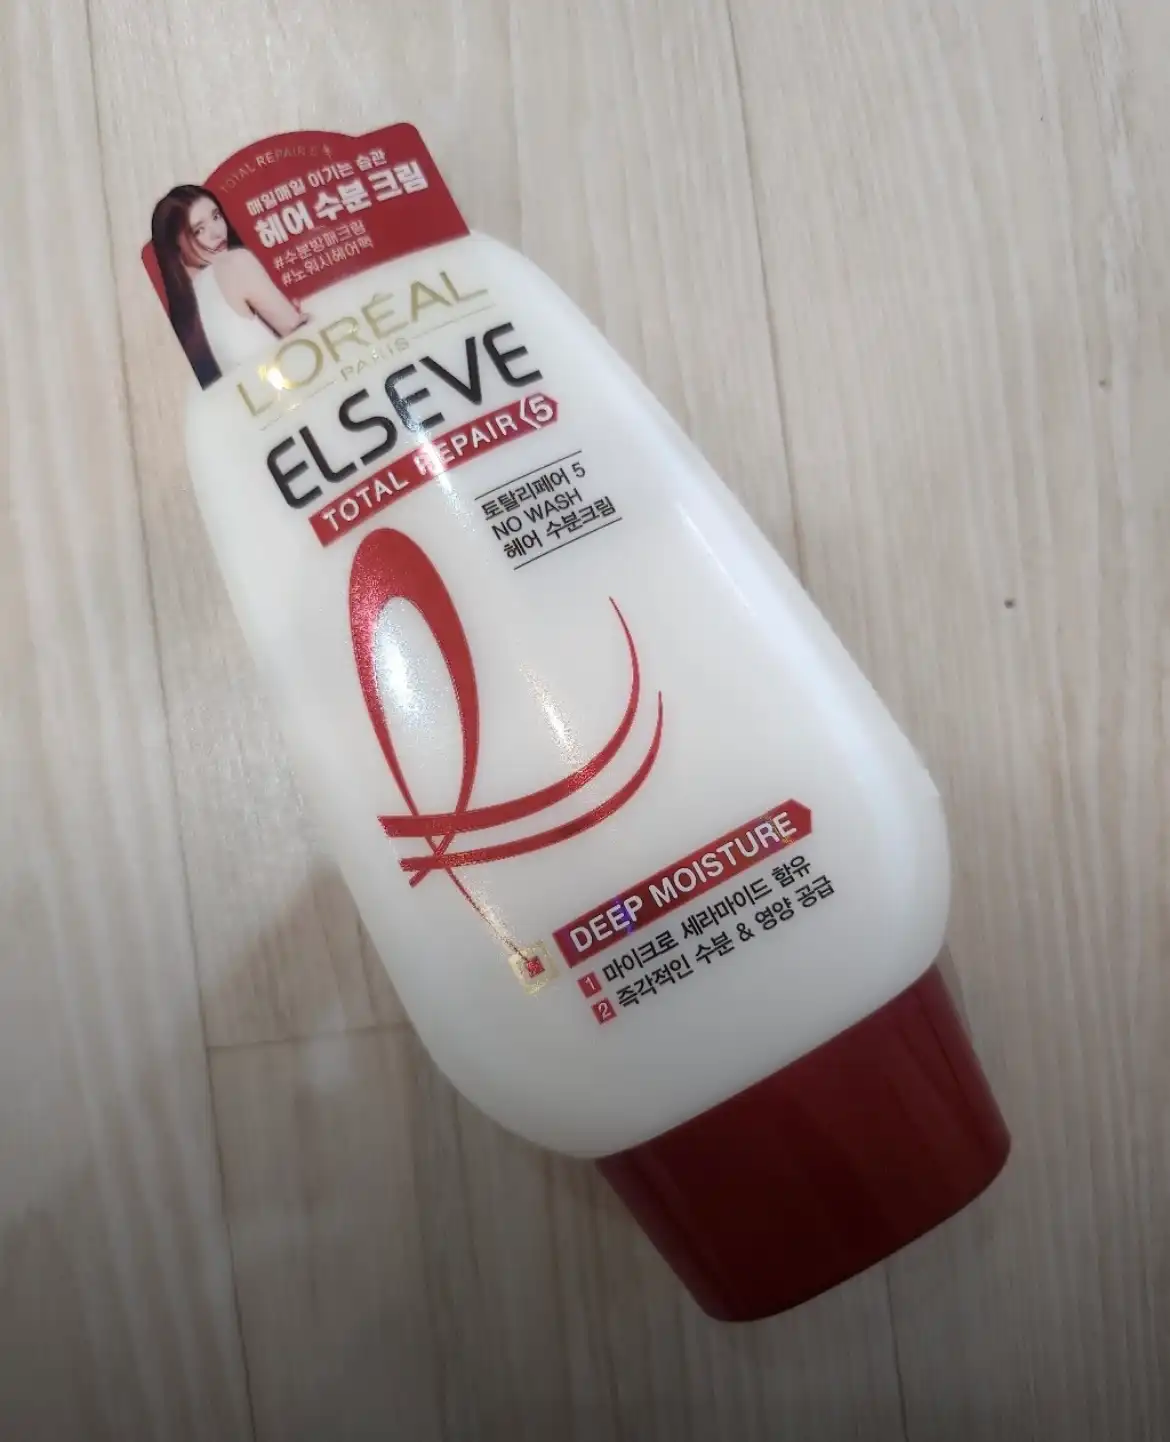 TOTAL REPAIR 5
매일매일 이기는 습관
헤어 수분 크림
#수분방패크림
#노워시헤어팩
L'ORÉAL
PARIS
ELSEVE
TOTAL REPAIR 5
토탈리페어 5
NO WASH
헤어 수분크림
DEEP MOISTURE
1 마이크로 세라마이드 함유
2 즉각적인 수분 & 영양 공급